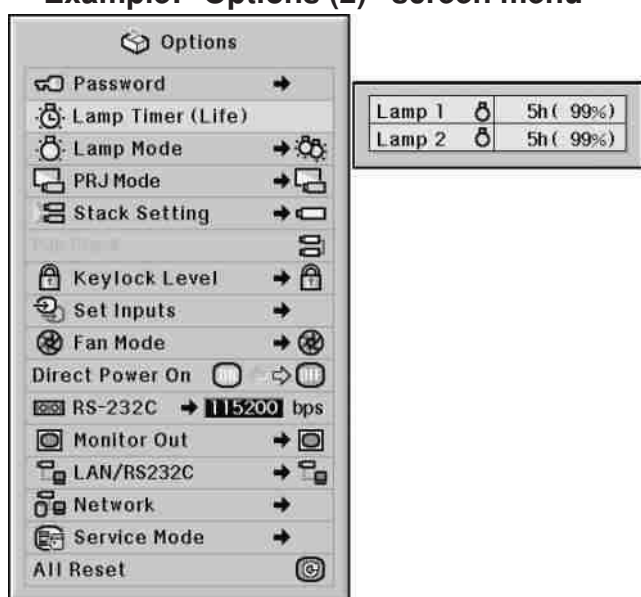 Example: "Options (2)" screen menu
Options
Password
Lamp Timer (Life)
Lamp Mode
PRJ Mode
Stack Setting
Keylock Level
Set Inputs
Fan Mode
Direct Power On
RS-232C 115200 bps
Monitor Out
LAN/RS232C
Network
Service Mode
All Reset
Lamp 1 5h( 99%)
Lamp 2 5h( 99%)